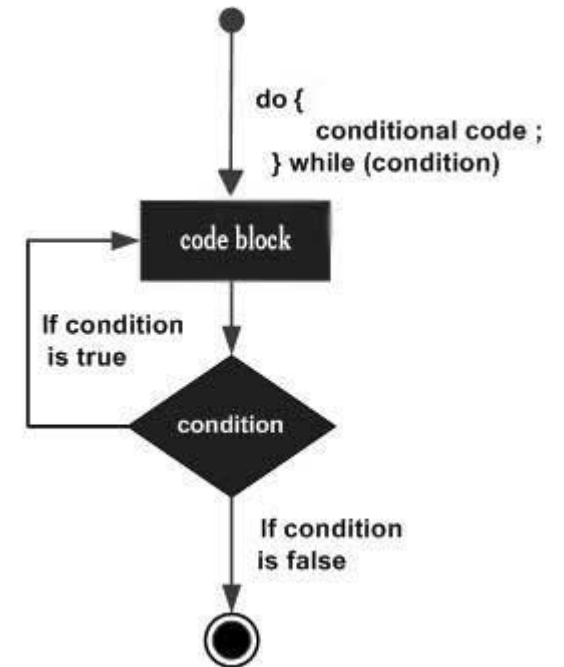 do {
conditional code ;
} while (condition)
code block
If condition
is true
condition
If condition
is false